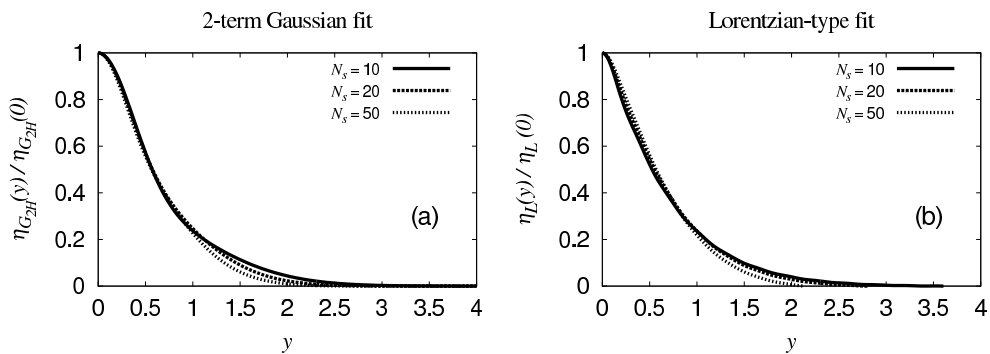 2-term Gaussian fit
η_{G_{2H}}(y) / η_{G_{2H}}(0)
1
0.8
0.6
0.4
0.2
0
N_s = 10
N_s = 20
N_s = 50
(a)
0 0.5 1 1.5 2 2.5 3 3.5 4
y
Lorentzian-type fit
η_L(y) / η_L (0)
1
0.8
0.6
0.4
0.2
0
N_s = 10
N_s = 20
N_s = 50
(b)
0 0.5 1 1.5 2 2.5 3 3.5 4
y